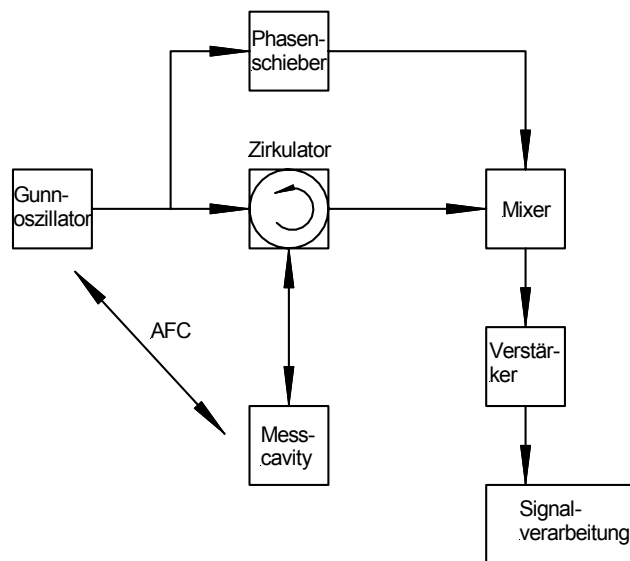 Phasen-
schieber
Zirkulator
Gunn-
oszillator
Mixer
AFC
Verstär-
ker
Mess-
cavity
Signal-
verarbeitung